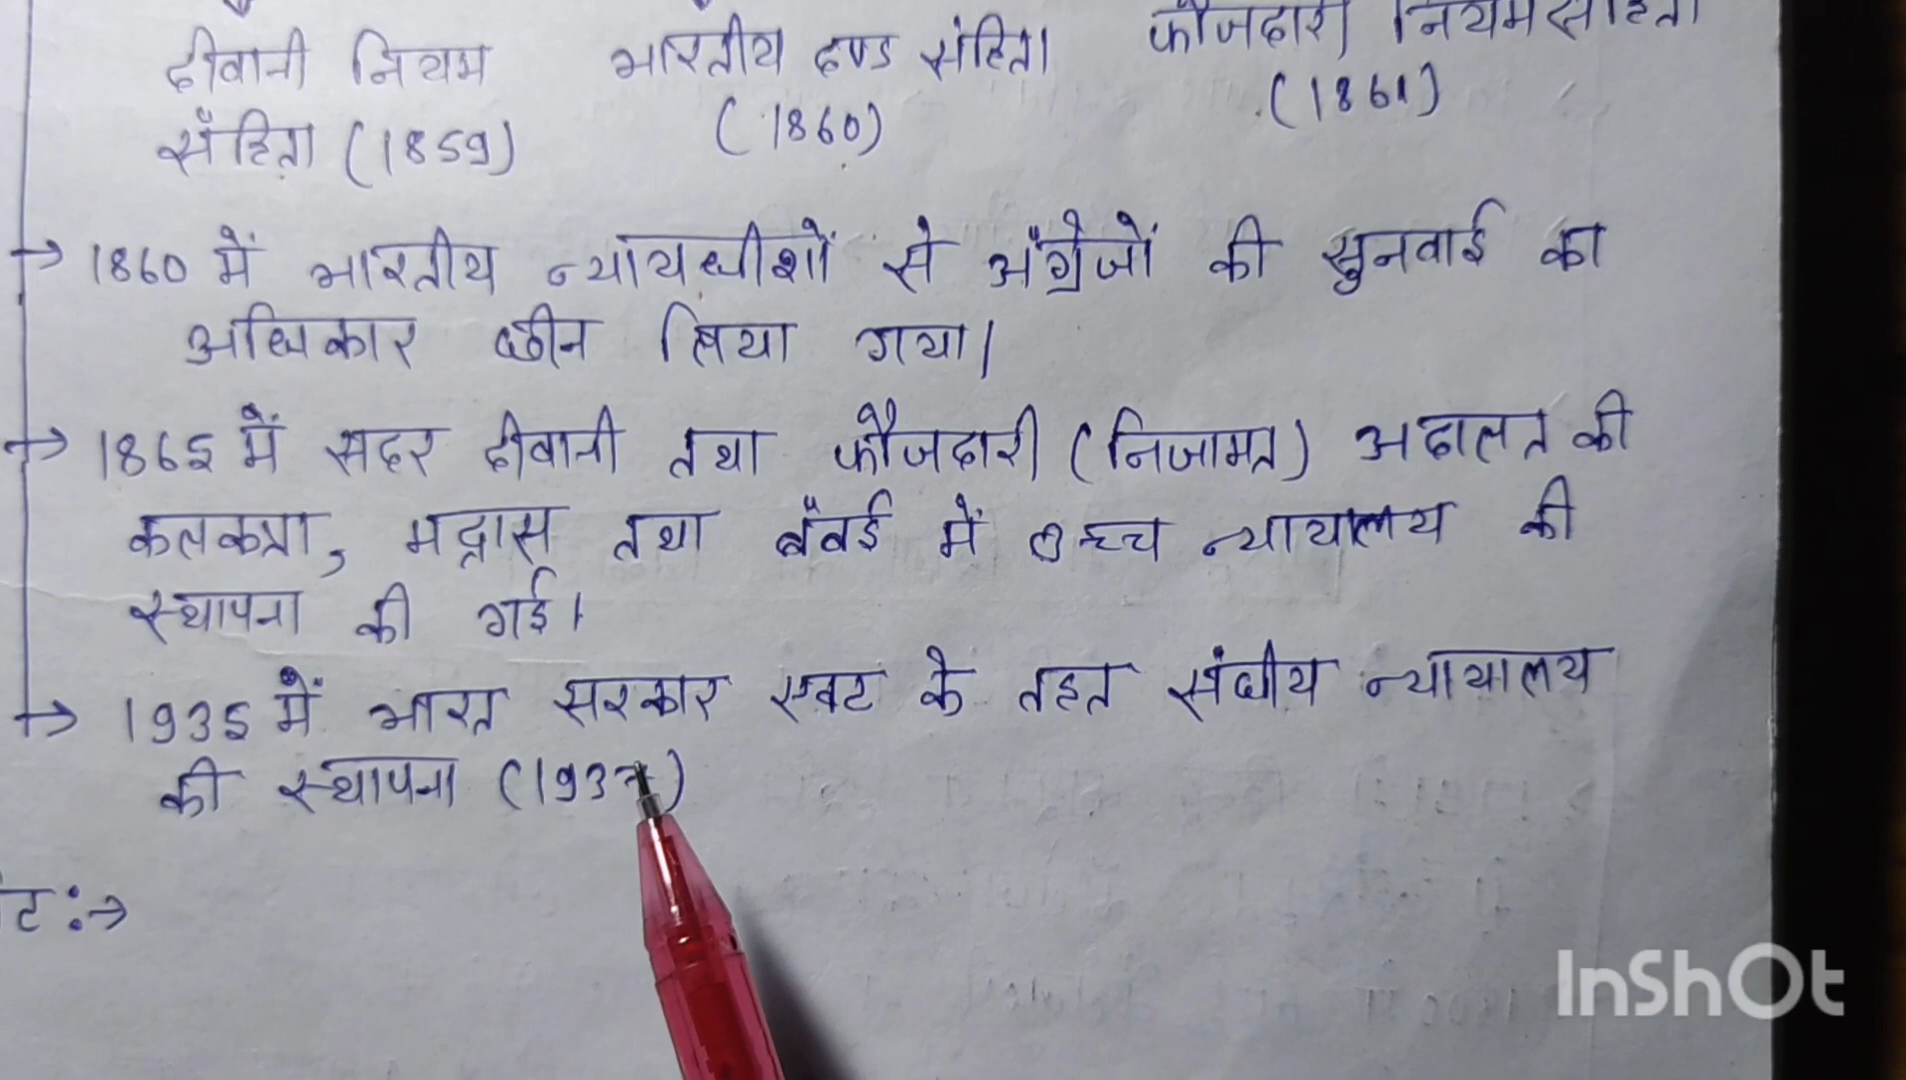 दीवानी नियम भारतीय दण्ड संहिता फौजदारी नियम संहिता
संहिता (1859) (1860) (1861)
→ 1860 में भारतीय न्यायधीशों से अंग्रेजों की सुनवाई का
अधिकार छीन लिया गया।
→ 1865 में सदर दीवानी तथा फौजदारी (निजामत) अदालत की
कलकत्ता, मद्रास तथा बंबई में उच्च न्यायालय की
स्थापना की गई।
→ 1935 में भारत सरकार एक्ट के तहत संघीय न्यायालय
की स्थापना (1937)
InShOt